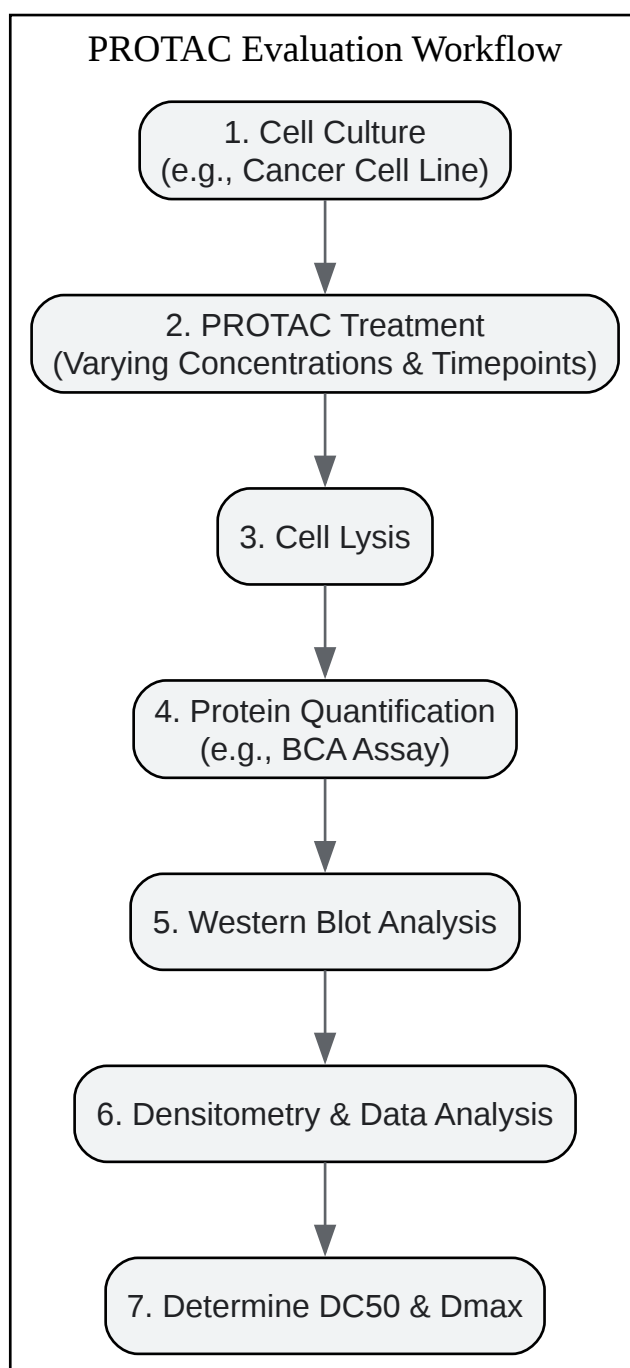 PROTAC Evaluation Workflow
1. Cell Culture
(e.g., Cancer Cell Line)
2. PROTAC Treatment
(Varying Concentrations & Timepoints)
3. Cell Lysis
4. Protein Quantification
(e.g., BCA Assay)
5. Western Blot Analysis
6. Densitometry & Data Analysis
7. Determine DC50 & Dmax